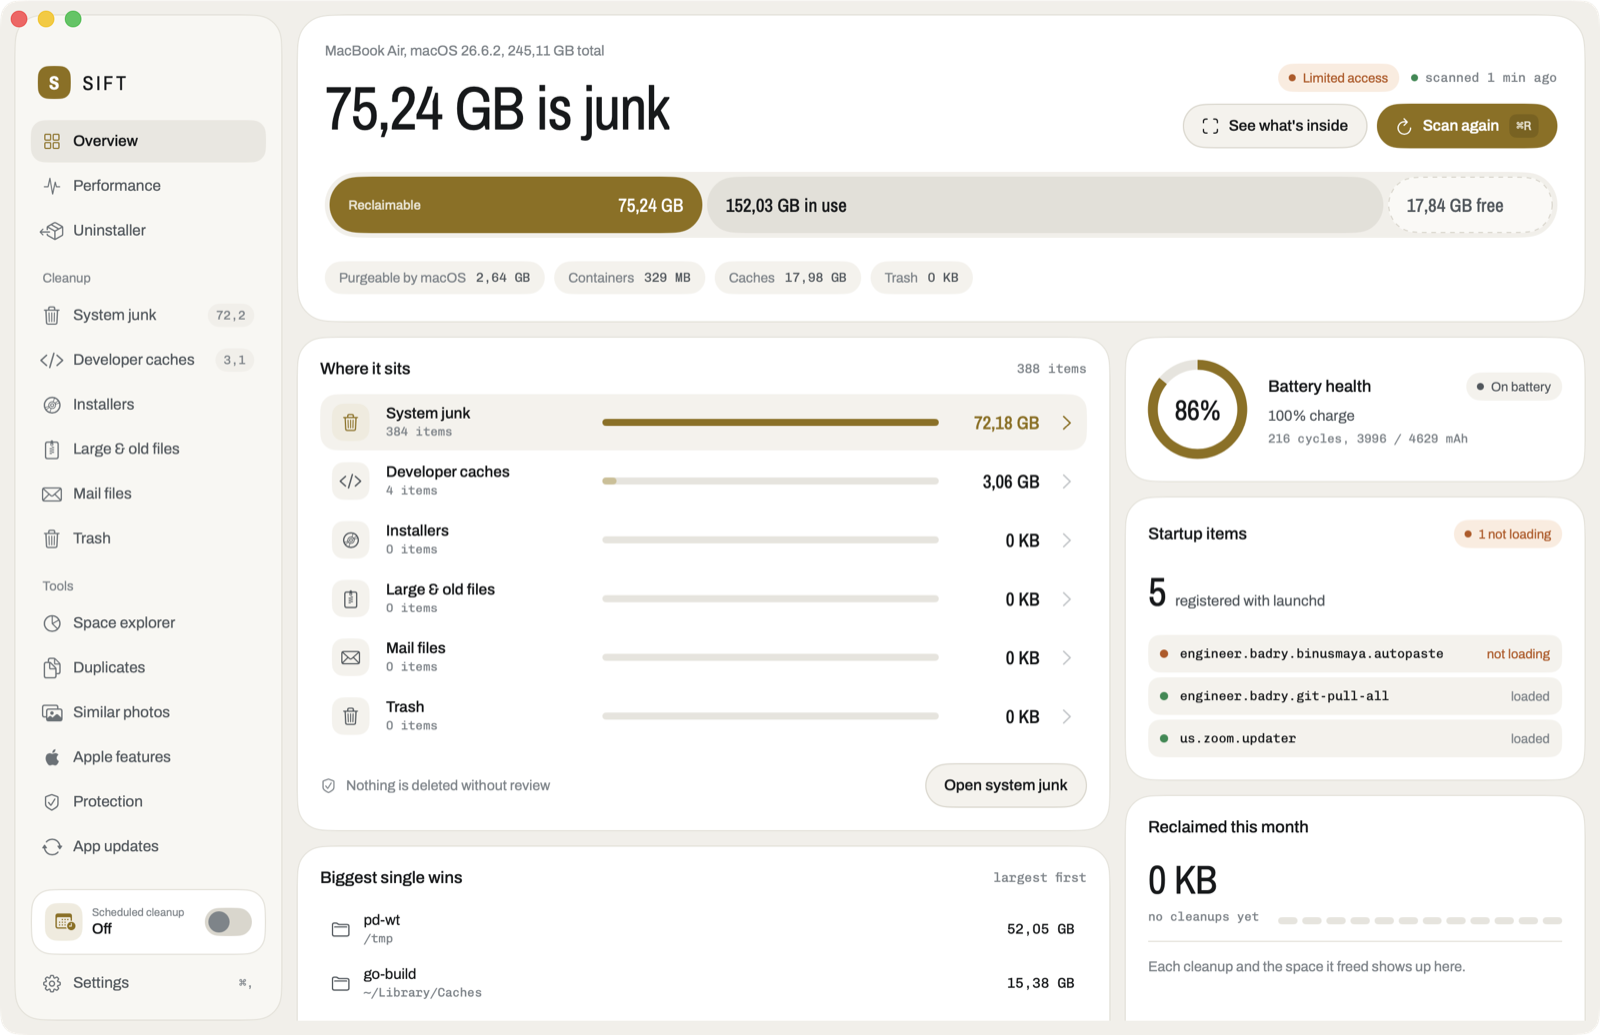 S SIFT
Overview
Performance
Uninstaller
Cleanup
System junk 72,2
Developer caches 3,1
Installers
Large & old files
Mail files
Trash
Tools
Space explorer
Duplicates
Similar photos
Apple features
Protection
App updates
Scheduled cleanup
Off
Settings ⌘,
MacBook Air, macOS 26.6.2, 245,11 GB total
75,24 GB is junk
Limited access scanned 1 min ago
See what's inside Scan again ⌘R
Reclaimable 75,24 GB 152,03 GB in use 17,84 GB free
Purgeable by macOS 2,64 GB Containers 329 MB Caches 17,98 GB Trash 0 KB
Where it sits 388 items
System junk
384 items
72,18 GB
Developer caches
4 items
3,06 GB
Installers
0 items
0 KB
Large & old files
0 items
0 KB
Mail files
0 items
0 KB
Trash
0 items
0 KB
Nothing is deleted without review Open system junk
Biggest single wins largest first
pd-wt
/tmp
52,05 GB
go-build
~/Library/Caches
15,38 GB
86%
Battery health On battery
100% charge
216 cycles, 3996 / 4629 mAh
Startup items 1 not loading
5 registered with launchd
engineer.badry.binusmaya.autopaste not loading
engineer.badry.git-pull-all loaded
us.zoom.updater loaded
Reclaimed this month
0 KB
no cleanups yet
Each cleanup and the space it freed shows up here.